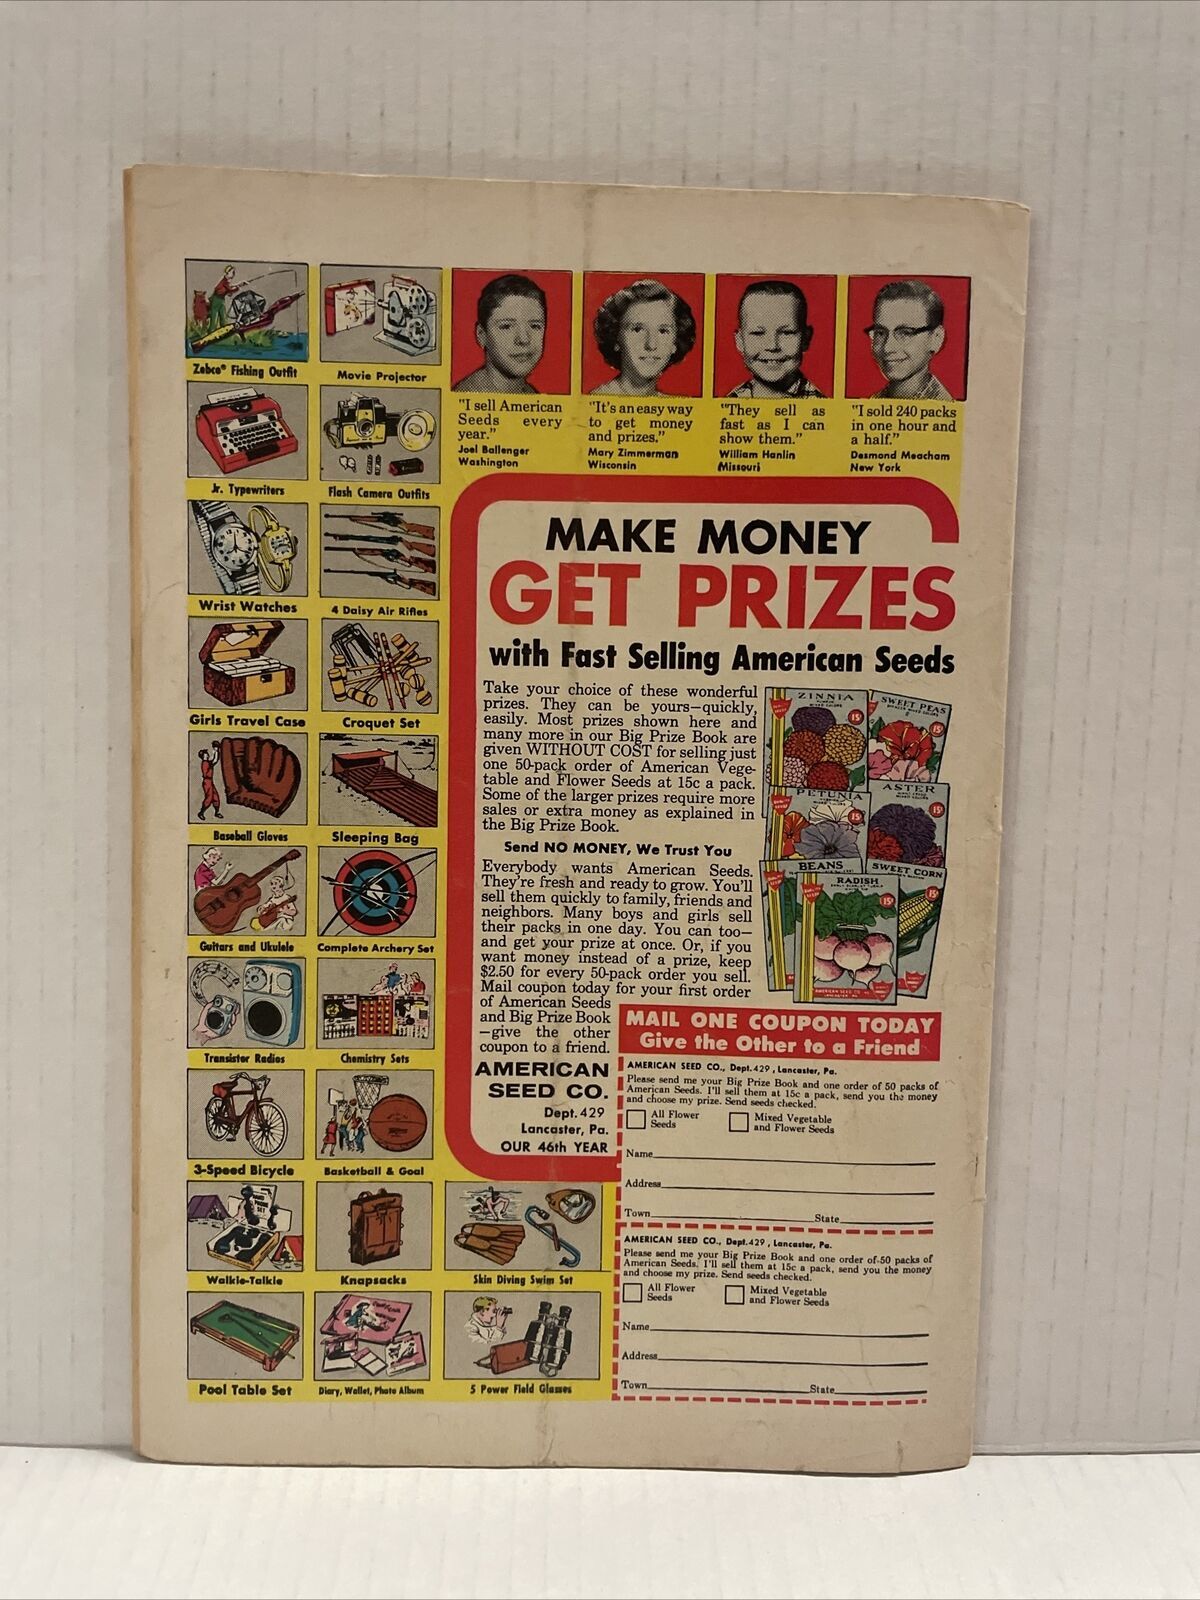 Zebco® Fishing Outfit
Movie Projector
Jr. Typewriters
Flash Camera Outfits
Wrist Watches
4 Daisy Air Rifles
Girls Travel Case
Croquet Set
Baseball Gloves
Sleeping Bag
Guitars and Ukulele
Complete Archery Set
Transistor Radios
Chemistry Sets
3-Speed Bicycle
Basketball & Goal
Walkie-Talkie
Knapsacks
Skin Diving Swim Set
Pool Table Set
Diary, Wallet, Photo Album
5 Power Field Glasses
"I sell American
Seeds every
year."
Joel Ballenger
Washington
"It's an easy way
to get money
and prizes."
Mary Zimmerman
Wisconsin
"They sell as
fast as I can
show them."
William Hanlin
Missouri
"I sold 240 packs
in one hour and
a half."
Desmond Meacham
New York
MAKE MONEY
GET PRIZES
with Fast Selling American Seeds
Take your choice of these wonderful
prizes. They can be yours—quickly,
easily. Most prizes shown here and
many more in our Big Prize Book are
given WITHOUT COST for selling just
one 50-pack order of American Vege-
table and Flower Seeds at 15c a pack.
Some of the larger prizes require more
sales or extra money as explained in
the Big Prize Book.
Send NO MONEY, We Trust You
Everybody wants American Seeds.
They're fresh and ready to grow. You'll
sell them quickly to family, friends and
neighbors. Many boys and girls sell
their packs in one day. You can too—
and get your prize at once. Or, if you
want money instead of a prize, keep
$2.50 for every 50-pack order you sell.
Mail coupon today for your first order
of American Seeds
and Big Prize Book
—give the other
coupon to a friend.
AMERICAN
SEED CO.
Dept. 429
Lancaster, Pa.
OUR 46th YEAR
ZINNIA
MIXED COLORS
15¢
SWEET PEAS
MIXED COLORS
15¢
PETUNIA
15¢
ASTER
MIXED COLORS
15¢
BEANS
SWEET CORN
15¢
RADISH
15¢
AMERICAN SEED CO.
LANCASTER, PA.
MAIL ONE COUPON TODAY
Give the Other to a Friend
AMERICAN SEED CO., Dept. 429, Lancaster, Pa.
Please send me your Big Prize Book and one order of 50 packs of
American Seeds. I'll sell them at 15c a pack, send you the money
and choose my prize. Send seeds checked.
All Flower
Seeds
Mixed Vegetable
and Flower Seeds
Name
Address
Town State
AMERICAN SEED CO., Dept. 429, Lancaster, Pa.
Please send me your Big Prize Book and one order of 50 packs of
American Seeds. I'll sell them at 15c a pack, send you the money
and choose my prize. Send seeds checked.
All Flower
Seeds
Mixed Vegetable
and Flower Seeds
Name
Address
Town State